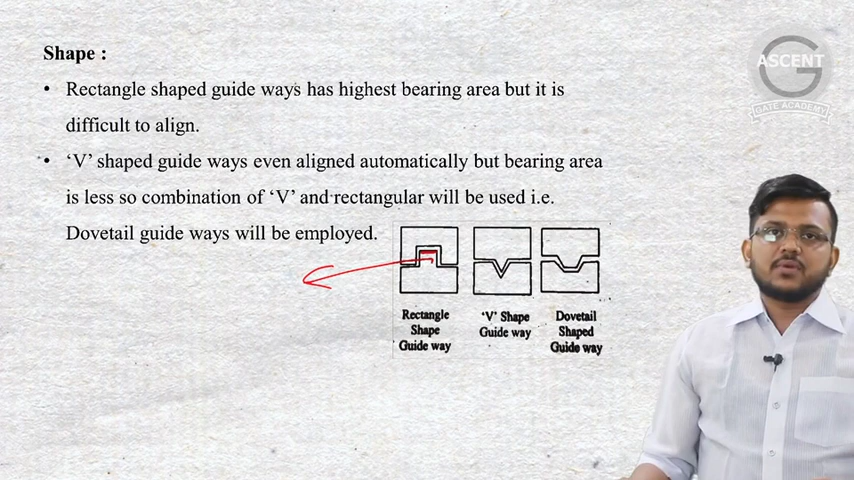 Shape :
• Rectangle shaped guide ways has highest bearing area but it is
difficult to align.
• ‘V’ shaped guide ways even aligned automatically but bearing area
is less so combination of ‘V’ and rectangular will be used i.e.
Dovetail guide ways will be employed.
Rectangle
Shape
Guide way
‘V’ Shape
Guide way
Dovetail
Shaped
Guide way
ASCENT
GATE ACADEMY